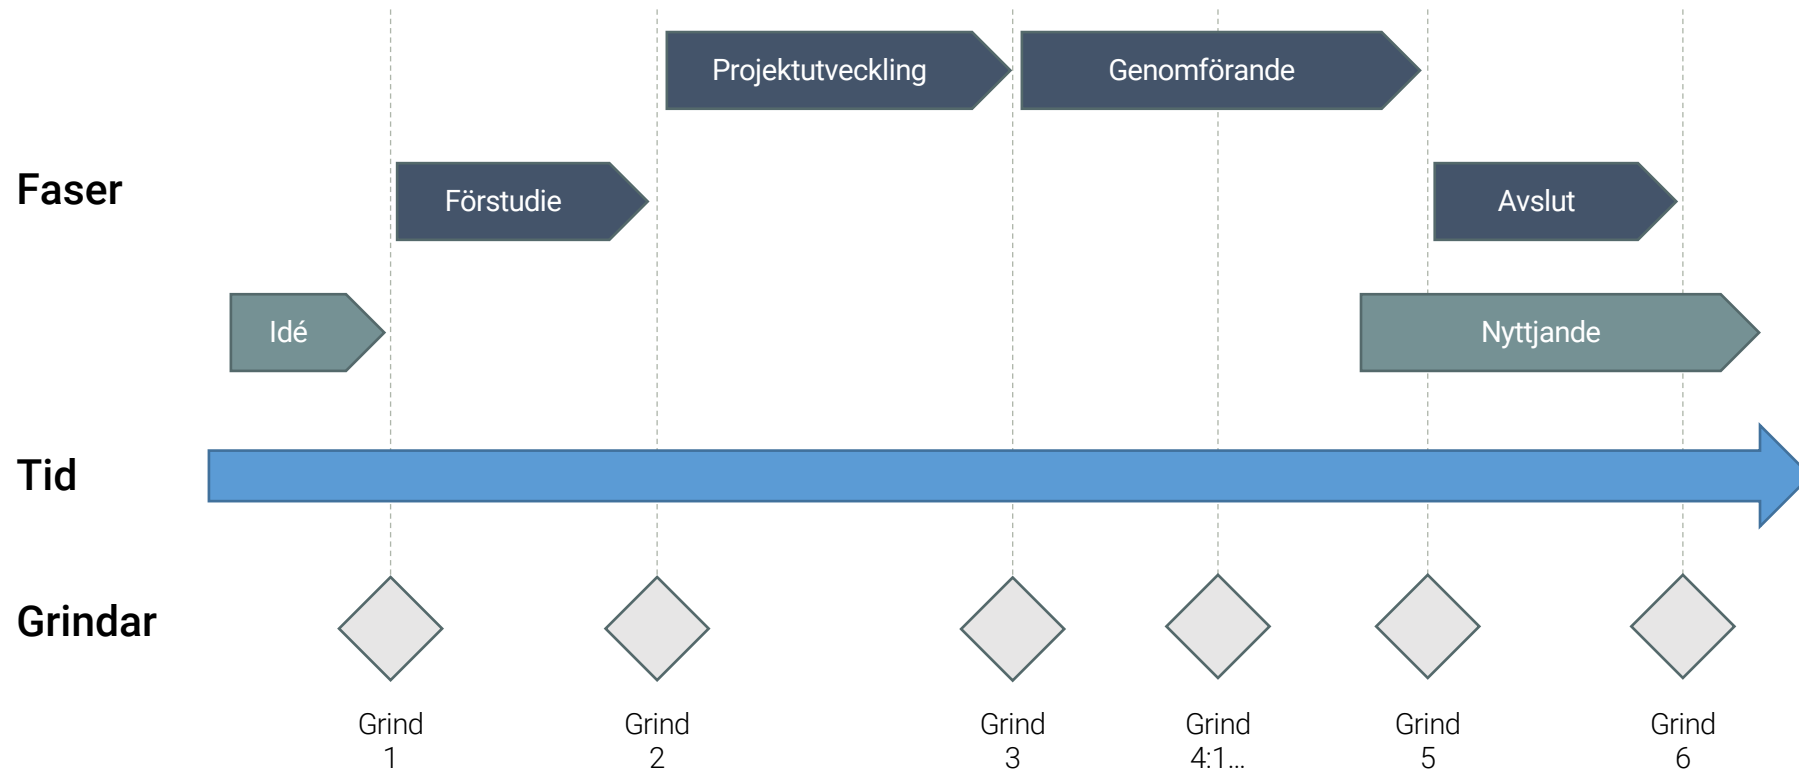 Projektutveckling
Genomförande
Faser
Förstudie
Avslut
Idé
Nyttjande
Tid
Grindar
Grind
1
Grind
2
Grind
3
Grind
4:1...
Grind
5
Grind
6